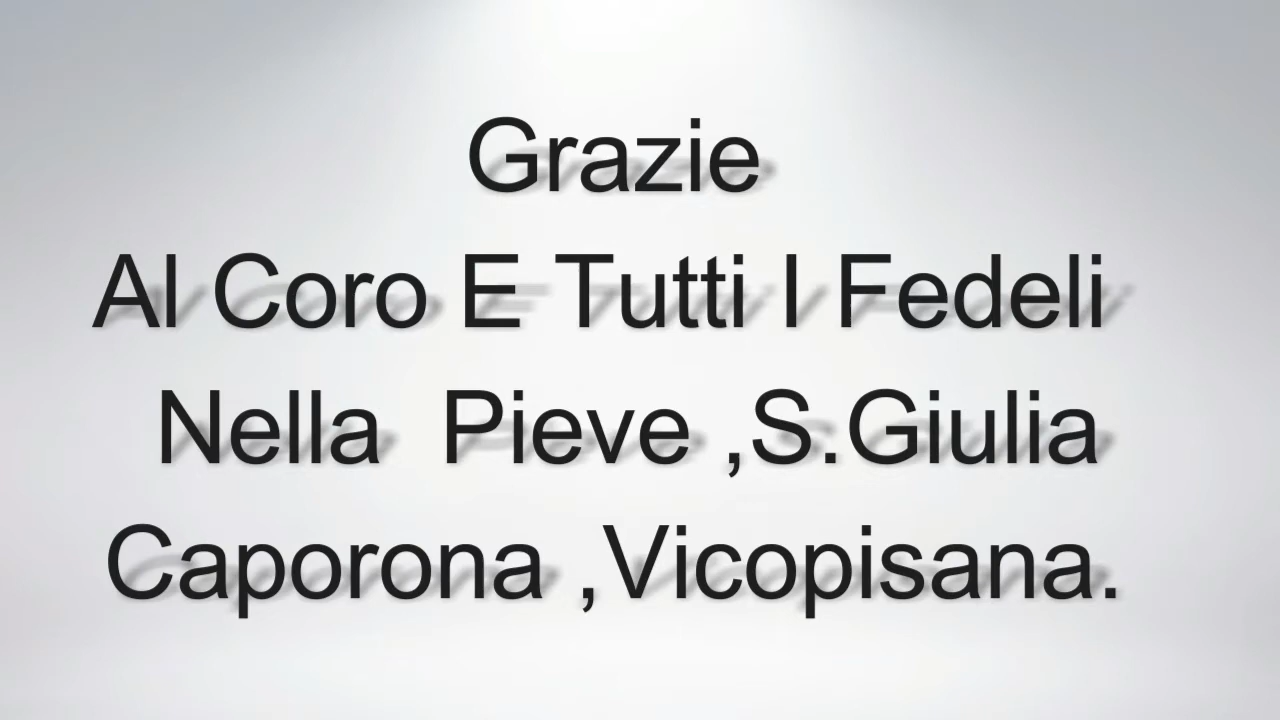 Grazie
Al Coro E Tutti I Fedeli
Nella  Pieve ,S.Giulia
Caporona ,Vicopisana.